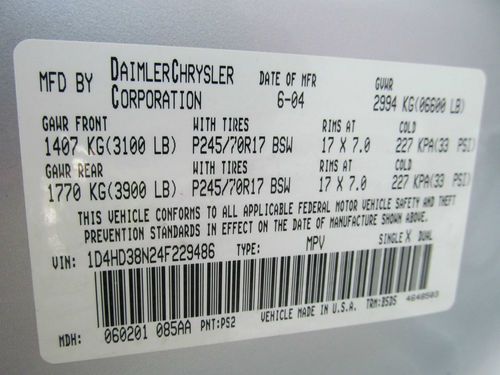 MFD BY DAIMLERCHRYSLER CORPORATION DATE OF MFR 6-04 GVWR 2994 KG(06600 LB)
GAWR FRONT WITH TIRES RIMS AT COLD
1407 KG(3100 LB) P245/70R17 BSW 17 X 7.0 227 KPA(33 PSI)
GAWR REAR WITH TIRES RIMS AT COLD
1770 KG(3900 LB) P245/70R17 BSW 17 X 7.0 227 KPA(33 PSI)
THIS VEHICLE CONFORMS TO ALL APPLICABLE FEDERAL MOTOR VEHICLE SAFETY AND THEFT
PREVENTION STANDARDS IN EFFECT ON THE DATE OF MANUFACTURE SHOWN ABOVE.
VIN: 1D4HD38N24F229486 TYPE: MPV SINGLE X DUAL
MDH: 060201 085AA PNT:PS2 VEHICLE MADE IN U.S.A. TRM:BSDS 4648503